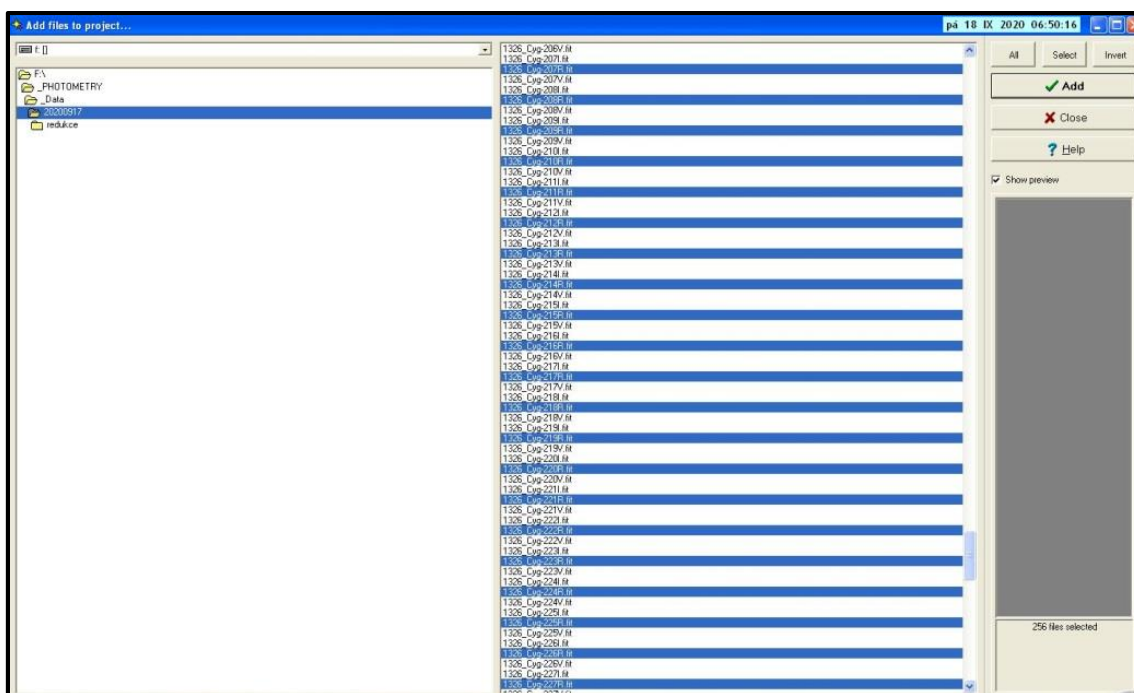 Add files to project...
pá 18 IX 2020 06:50:16
f: []
F:\
_PHOTOMETRY
_Data
20200917
redukce
1326_Cyg-206V.fit
1326_Cyg-207I.fit
1326_Cyg-207R.fit
1326_Cyg-207V.fit
1326_Cyg-208I.fit
1326_Cyg-208R.fit
1326_Cyg-208V.fit
1326_Cyg-209I.fit
1326_Cyg-209R.fit
1326_Cyg-209V.fit
1326_Cyg-210I.fit
1326_Cyg-210R.fit
1326_Cyg-210V.fit
1326_Cyg-211I.fit
1326_Cyg-211R.fit
1326_Cyg-211V.fit
1326_Cyg-212I.fit
1326_Cyg-212R.fit
1326_Cyg-212V.fit
1326_Cyg-213I.fit
1326_Cyg-213R.fit
1326_Cyg-213V.fit
1326_Cyg-214I.fit
1326_Cyg-214R.fit
1326_Cyg-214V.fit
1326_Cyg-215I.fit
1326_Cyg-215R.fit
1326_Cyg-215V.fit
1326_Cyg-216I.fit
1326_Cyg-216R.fit
1326_Cyg-216V.fit
1326_Cyg-217I.fit
1326_Cyg-217R.fit
1326_Cyg-217V.fit
1326_Cyg-218I.fit
1326_Cyg-218R.fit
1326_Cyg-218V.fit
1326_Cyg-219I.fit
1326_Cyg-219R.fit
1326_Cyg-219V.fit
1326_Cyg-220I.fit
1326_Cyg-220R.fit
1326_Cyg-220V.fit
1326_Cyg-221I.fit
1326_Cyg-221R.fit
1326_Cyg-221V.fit
1326_Cyg-222I.fit
1326_Cyg-222R.fit
1326_Cyg-222V.fit
1326_Cyg-223I.fit
1326_Cyg-223R.fit
1326_Cyg-223V.fit
1326_Cyg-224I.fit
1326_Cyg-224R.fit
1326_Cyg-224V.fit
1326_Cyg-225I.fit
1326_Cyg-225R.fit
1326_Cyg-225V.fit
1326_Cyg-226I.fit
1326_Cyg-226R.fit
1326_Cyg-226V.fit
1326_Cyg-227I.fit
1326_Cyg-227R.fit
All Select Invert
Add
Close
Help
Show preview
256 files selected